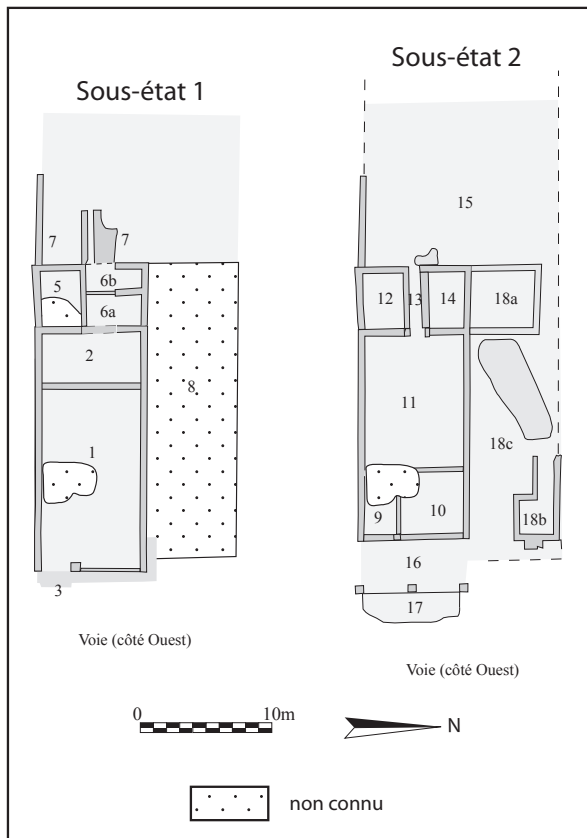 Sous-état 1
7
7
5
6b
6a
2
8
1
3
Voie (côté Ouest)
Sous-état 2
15
12
13
14
18a
11
18c
9
10
18b
16
17
Voie (côté Ouest)
0
10m
N
non connu